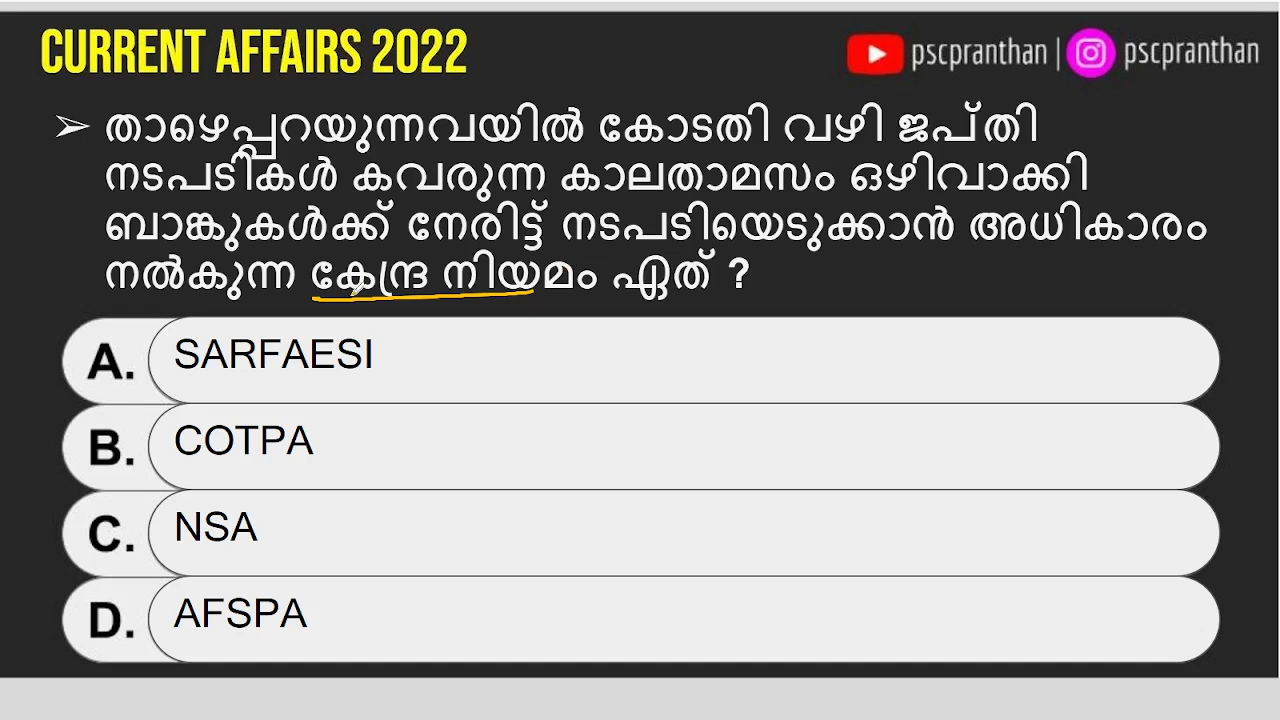 CURRENT AFFAIRS 2022
pscpranthan | pscpranthan
➢ താഴെപ്പറയുന്നവയിൽ കോടതി വഴി ജപ്തി
നടപടികൾ കവരുന്ന കാലതാമസം ഒഴിവാക്കി
ബാങ്കുകൾക്ക് നേരിട്ട് നടപടിയെടുക്കാൻ അധികാരം
നൽകുന്ന കേന്ദ്ര നിയമം ഏത് ?
A. SARFAESI
B. COTPA
C. NSA
D. AFSPA